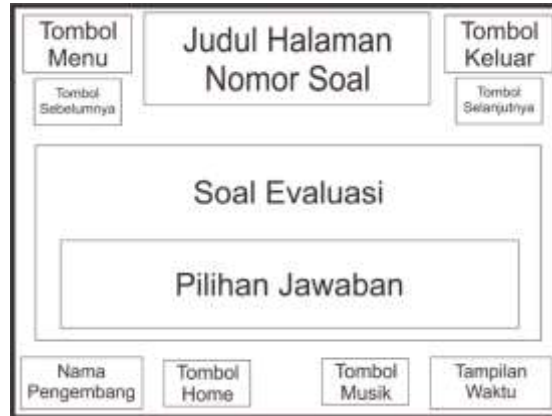 Tombol
Menu
Judul Halaman
Nomor Soal
Tombol
Keluar
Tombol
Sebelumnya
Tombol
Selanjutnya
Soal Evaluasi
Pilihan Jawaban
Nama
Pengembang
Tombol
Home
Tombol
Musik
Tampilan
Waktu